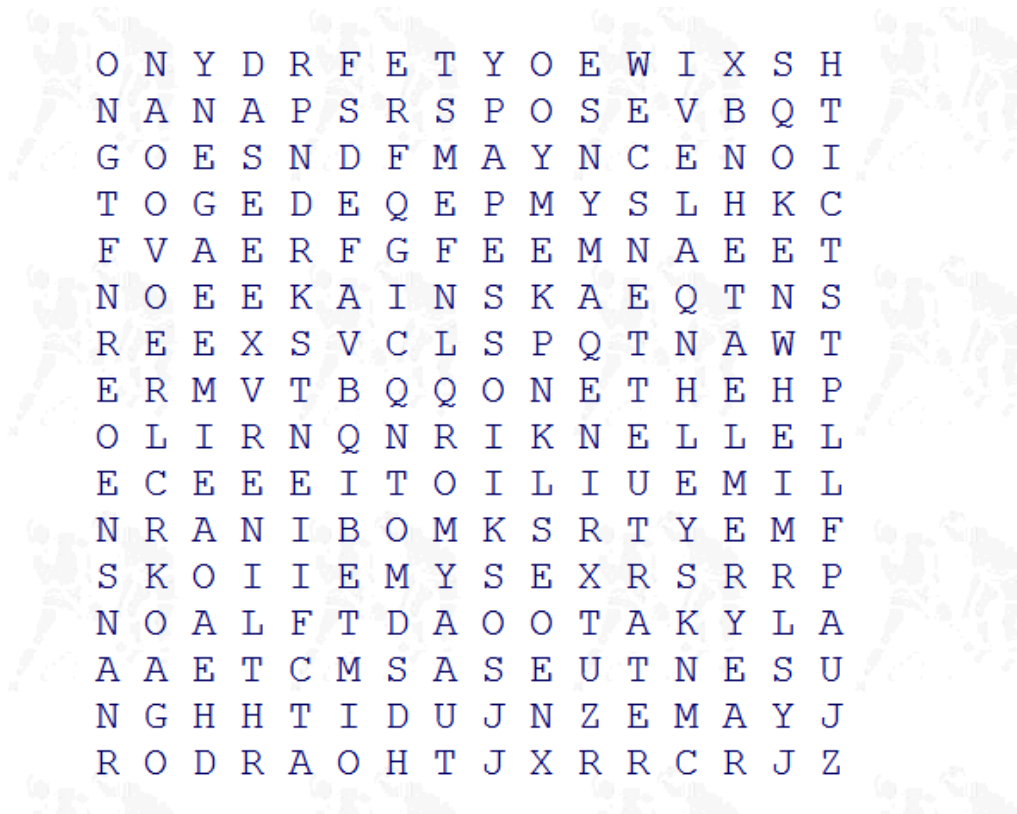 O N Y D R F E T Y O E W I X S H
N A N A P S R S P O S E V B Q T
G O E S N D F M A Y N C E N O I
T O G E D E Q E P M Y S L H K C
F V A E R F G F E E M N A E E T
N O E E K A I N S K A E Q T N S
R E E X S V C L S P Q T N A W T
E R M V T B Q Q O N E T H E H P
O L I R N Q N R I K N E L L E L
E C E E E I T O I L I U E M I L
N R A N I B O M K S R T Y E M F
S K O I I E M Y S E X R S R R P
N O A L F T D A O O T A K Y L A
A A E T C M S A S E U T N E S U
N G H H T I D U J N Z E M A Y J
R O D R A O H T J X R R C R J Z